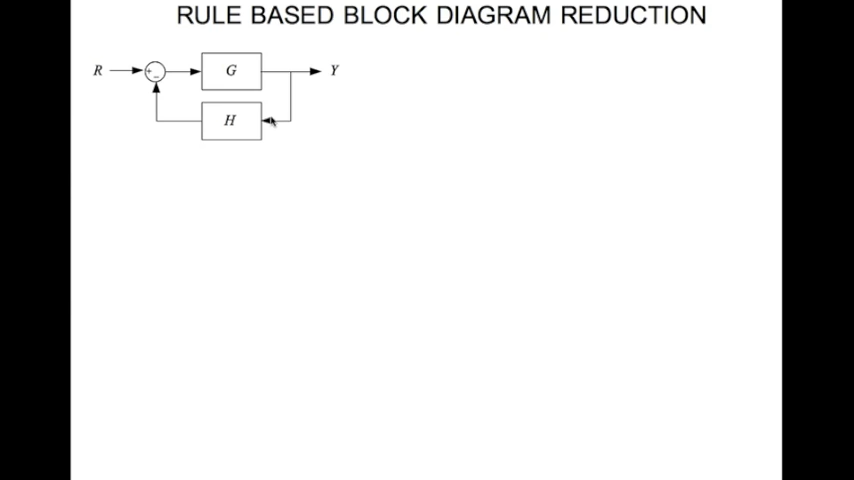 RULE BASED BLOCK DIAGRAM REDUCTION
R + − G Y
H